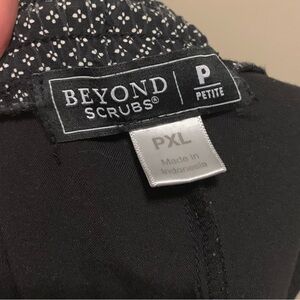 BEYOND
SCRUBS®
P
PETITE
PXL
Made in
Indonesia